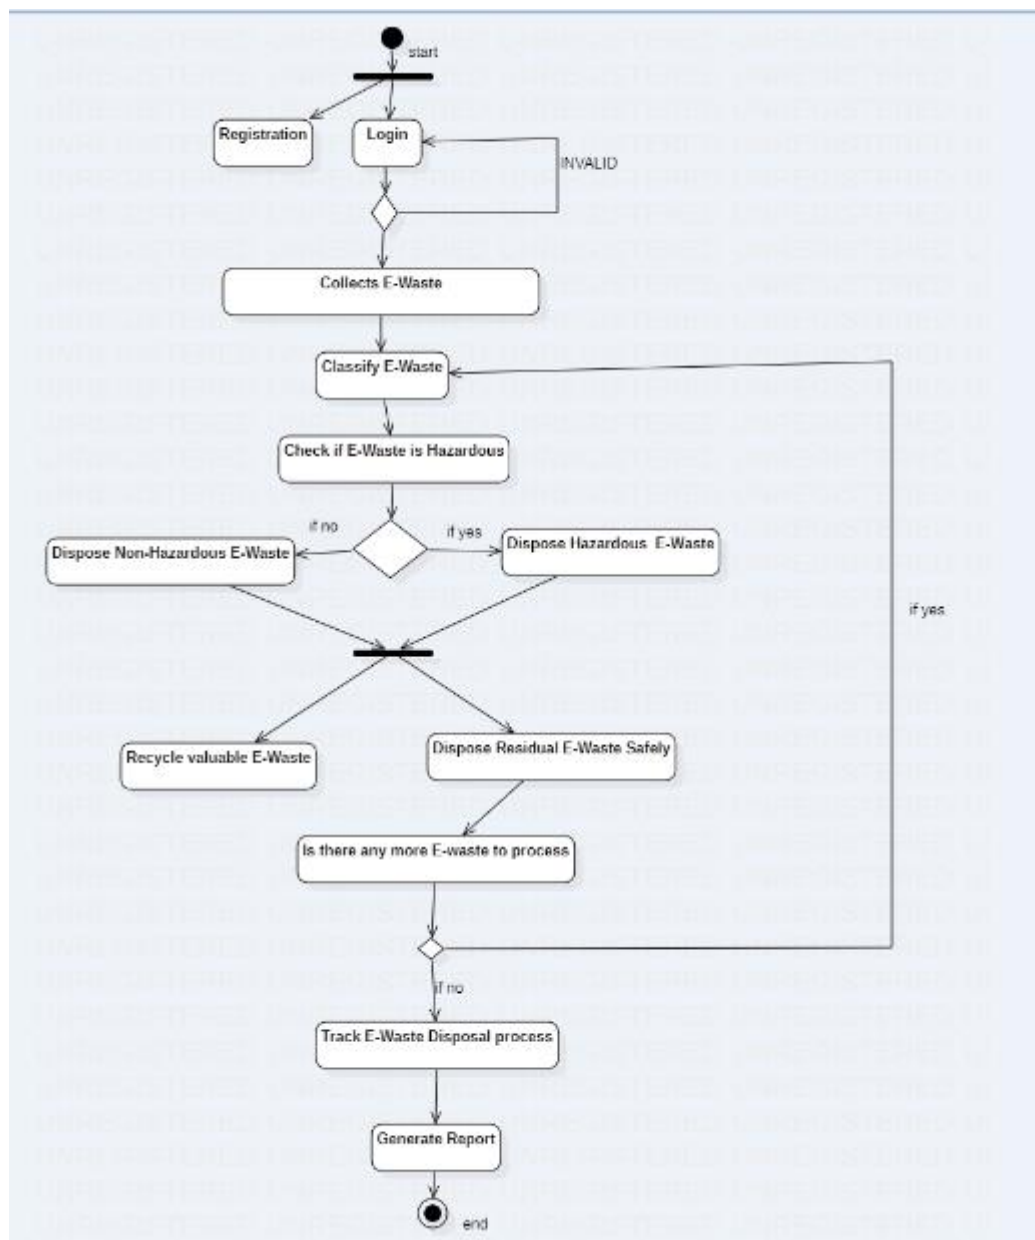 start
Registration
Login
INVALID
Collects E-Waste
Classify E-Waste
Check if E-Waste is Hazardous
if no
if yes
Dispose Non-Hazardous E-Waste
Dispose Hazardous E-Waste
if yes
Recycle valuable E-Waste
Dispose Residual E-Waste Safely
Is there any more E-waste to process
if no
Track E-Waste Disposal process
Generate Report
end